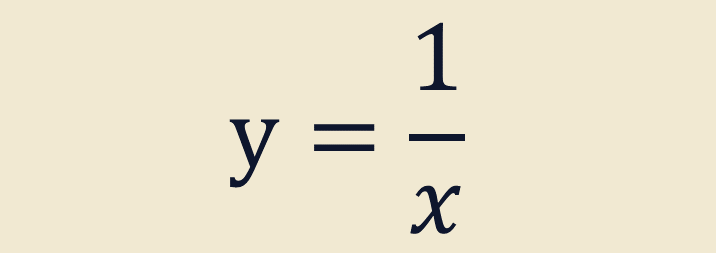 y = 1/x